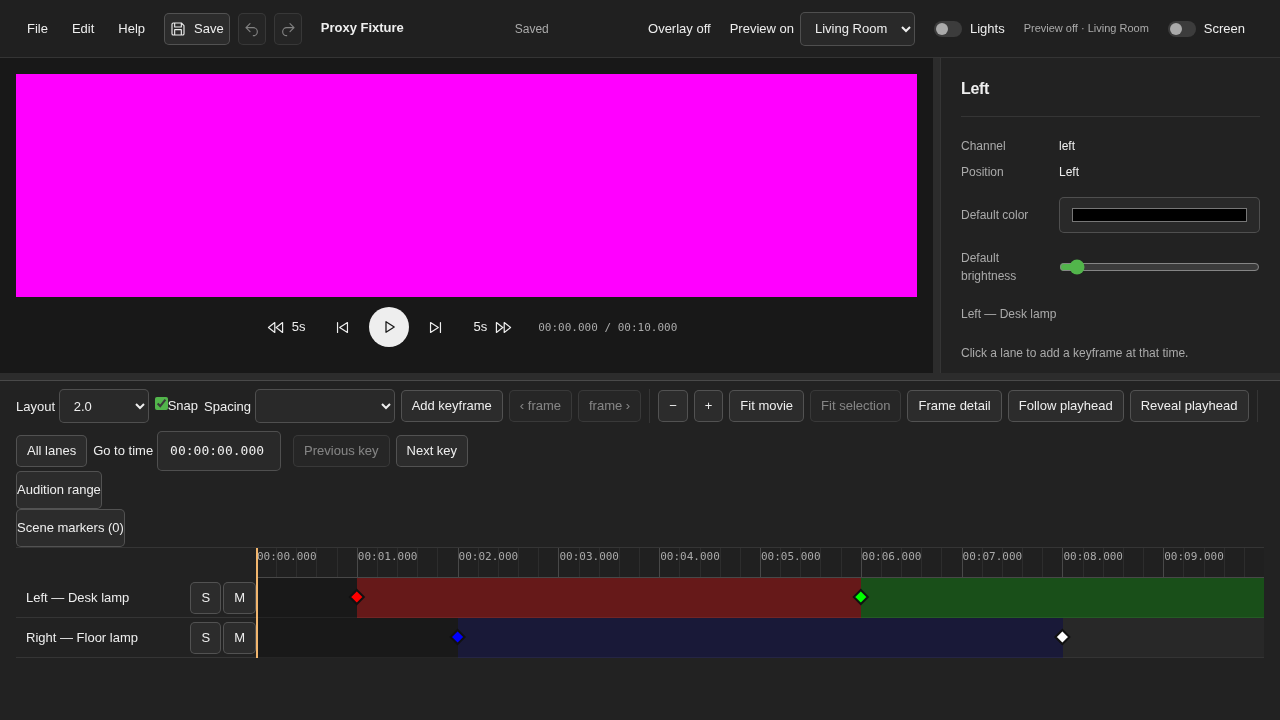 File Edit Help Save Proxy Fixture Saved Overlay off Preview on Living Room Lights Preview off · Living Room Screen
Left
Channel left
Position Left
Default color
Default
brightness
Left — Desk lamp
Click a lane to add a keyframe at that time.
5s 5s 00:00.000 / 00:10.000
Layout 2.0 Snap Spacing Add keyframe ‹ frame frame › − + Fit movie Fit selection Frame detail Follow playhead Reveal playhead
All lanes Go to time 00:00:00.000 Previous key Next key
Audition range
Scene markers (0)
00:00.000 00:01.000 00:02.000 00:03.000 00:04.000 00:05.000 00:06.000 00:07.000 00:08.000 00:09.000
Left — Desk lamp S M
Right — Floor lamp S M